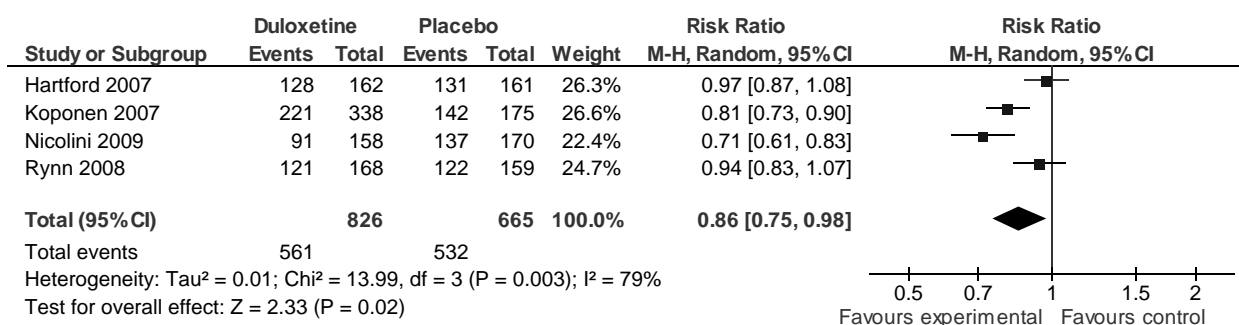 Duloxetine Placebo Risk Ratio Risk Ratio
Study or Subgroup Events Total Events Total Weight M-H, Random, 95%CI M-H, Random, 95%CI
Hartford 2007 128 162 131 161 26.3% 0.97 [0.87, 1.08]
Koponen 2007 221 338 142 175 26.6% 0.81 [0.73, 0.90]
Nicolini 2009 91 158 137 170 22.4% 0.71 [0.61, 0.83]
Rynn 2008 121 168 122 159 24.7% 0.94 [0.83, 1.07]
Total (95%CI) 826 665 100.0% 0.86 [0.75, 0.98]
Total events 561 532
Heterogeneity: Tau² = 0.01; Chi² = 13.99, df = 3 (P = 0.003); I² = 79%
Test for overall effect: Z = 2.33 (P = 0.02)
0.5 0.7 1 1.5 2
Favours experimental Favours control